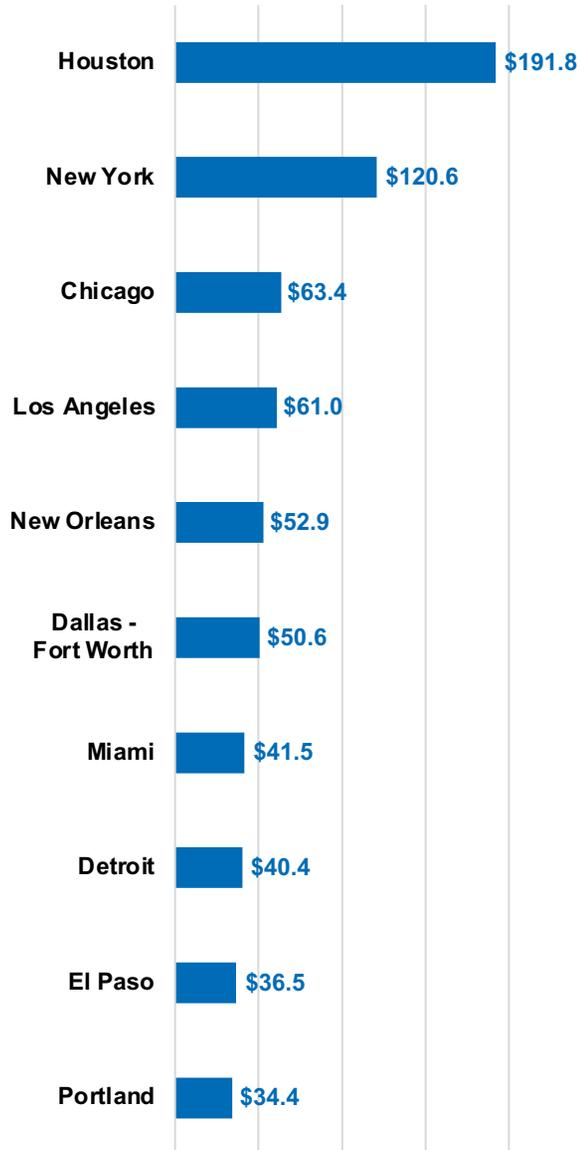 Houston $191.8
New York $120.6
Chicago $63.4
Los Angeles $61.0
New Orleans $52.9
Dallas -
Fort Worth $50.6
Miami $41.5
Detroit $40.4
El Paso $36.5
Portland $34.4